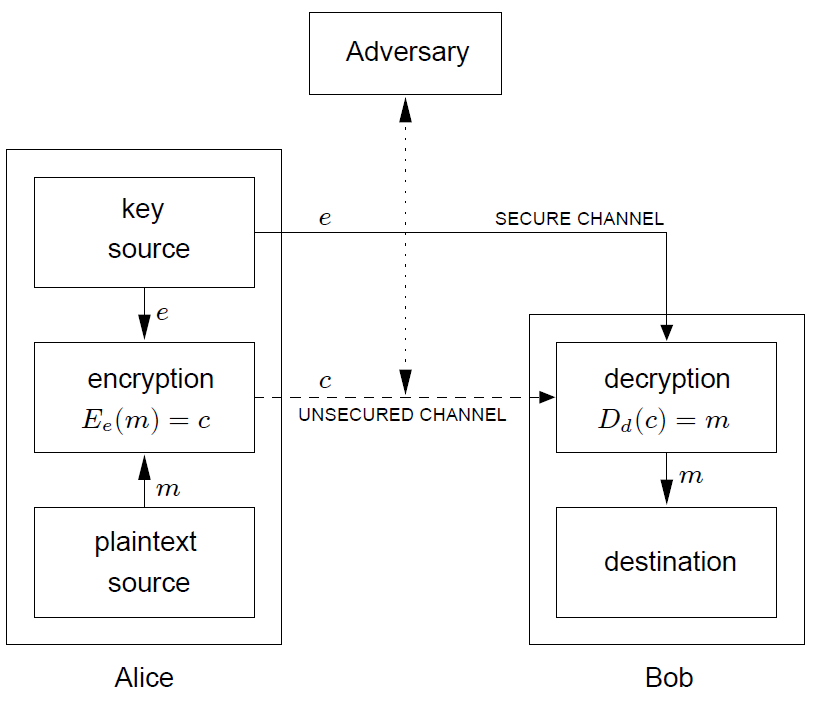 Adversary
key
source
e
SECURE CHANNEL
e
encryption
E_e(m) = c
c
UNSECURED CHANNEL
decryption
D_d(c) = m
m
m
plaintext
source
destination
Alice
Bob